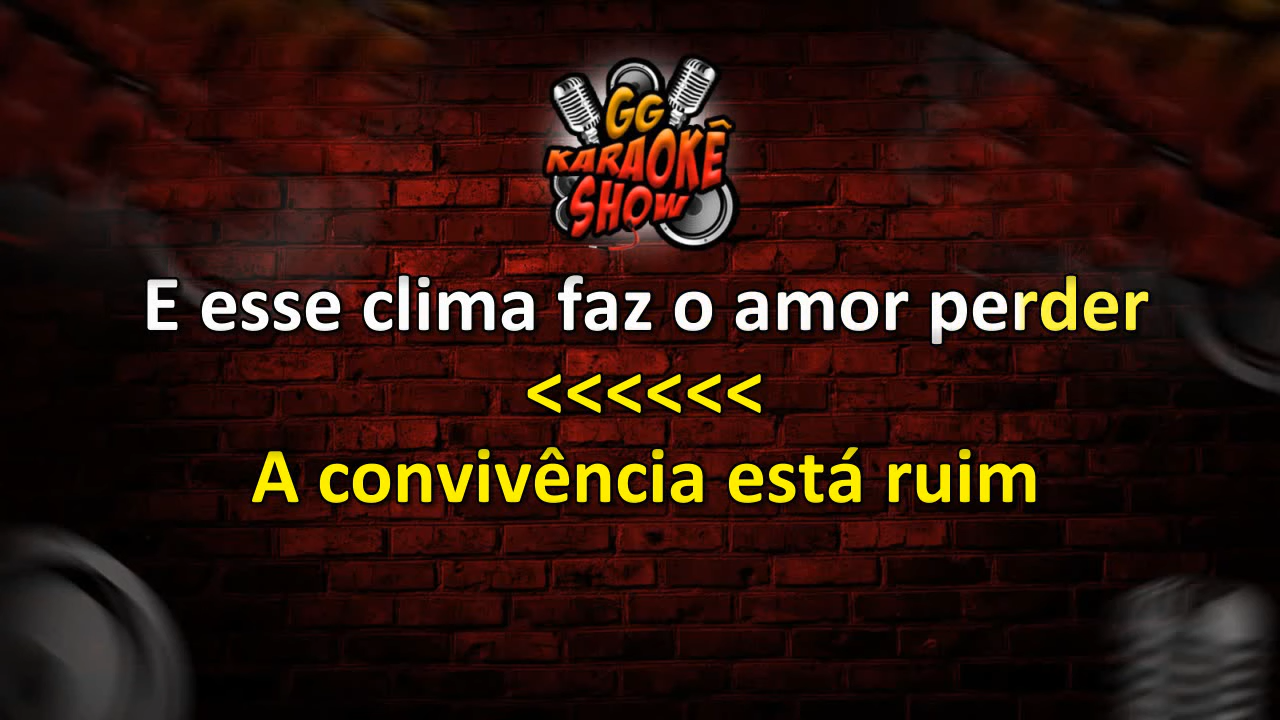 GG
KARAOKÊ
SHOW
E esse clima faz o amor perder
<<<<<<
A convivência está ruim